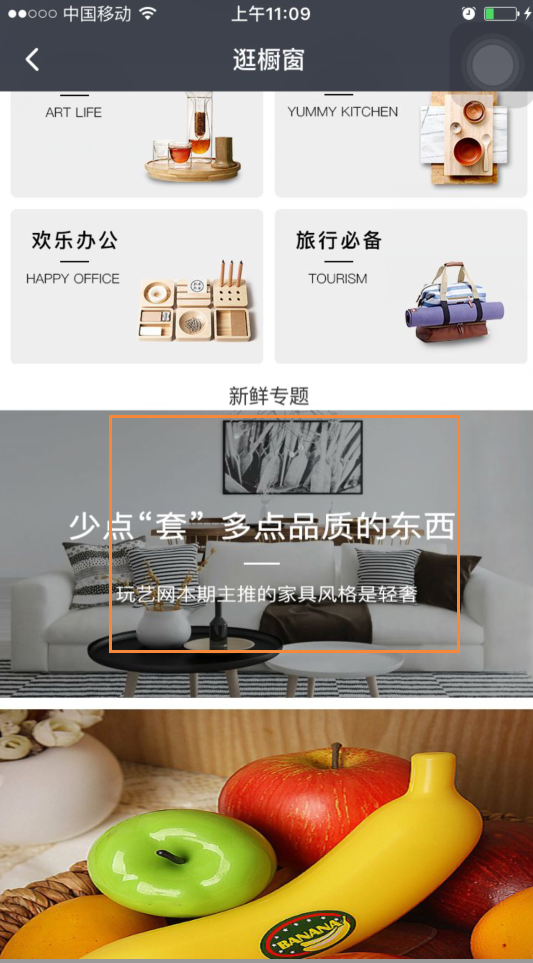 中国移动
上午11:09
逛橱窗
ART LIFE
YUMMY KITCHEN
欢乐办公
HAPPY OFFICE
旅行必备
TOURISM
新鲜专题
少点“套” 多点品质的东西
玩艺网本期主推的家具风格是轻奢
BANANA